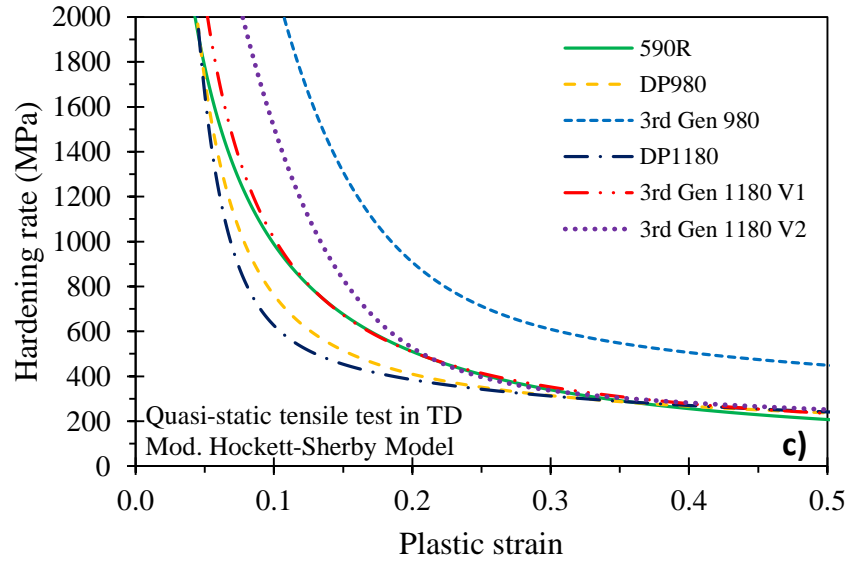 2000
1800
1600
1400
1200
1000
800
600
400
200
0
Hardening rate (MPa)
590R
DP980
3rd Gen 980
DP1180
3rd Gen 1180 V1
3rd Gen 1180 V2
Quasi-static tensile test in TD
Mod. Hockett-Sherby Model
c)
0.0 0.1 0.2 0.3 0.4 0.5
Plastic strain